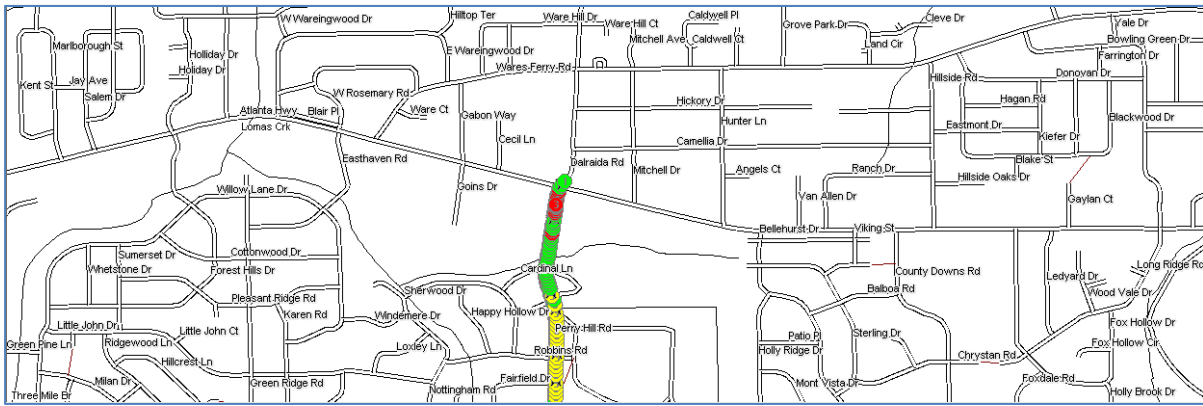 W Wareingwood Dr
Hilltop Ter
Ware Hill Dr
Ware Hill Ct
Caldwell Pl
Grove Park Dr
Cleve Dr
Yale Dr
Marlborough St
Holliday Dr
E Wareingwood Dr
Mitchell Ave
Caldwell Ct
Land Cir
Bowling Green Dr
Farrington Dr
Holiday Dr
Wares Ferry Rd
Hillside Rd
Donovan Dr
Kent St
Jay Ave
Salem Dr
W Rosemary Rd
Hickory Dr
Hagan Rd
Atlanta Hwy
Blair Pl
Ware Ct
Gabon Way
Hunter Ln
Blackwood Dr
Lomas Crk
Eastmont Dr
Kiefer Dr
Cecil Ln
Camellia Dr
Easthaven Rd
Dalraida Rd
Mitchell Dr
Angels Ct
Ranch Dr
Blake St
Willow Lane Dr
Goins Dr
Hillside Oaks Dr
Van Allen Dr
Gaylan Ct
Bellehurst Dr
Viking St
Sumerset Dr
Cottonwood Dr
Whetstone Dr
Forest Hills Dr
Cardinal Ln
County Downs Rd
Ledyard Dr
Long Ridge Rd
Sherwood Dr
Balboa Rd
Wood Vale Dr
Pleasant Ridge Rd
Karen Rd
Windemere Dr
Happy Hollow Dr
Little John Dr
Little John Ct
Perry Hill Rd
Patio Pl
Sterling Dr
Fox Hollow Dr
Green Pine Ln
Ridgewood Ln
Loxley Ln
Robbins Rd
Holly Ridge Dr
Fox Hollow Cir
Hillcrest Ln
Chrystan Rd
Milan Dr
Green Ridge Rd
Fairfield Dr
Mont Vista Dr
Foxdale Rd
Three Mile Br
Nottingham Rd
Holly Brook Dr